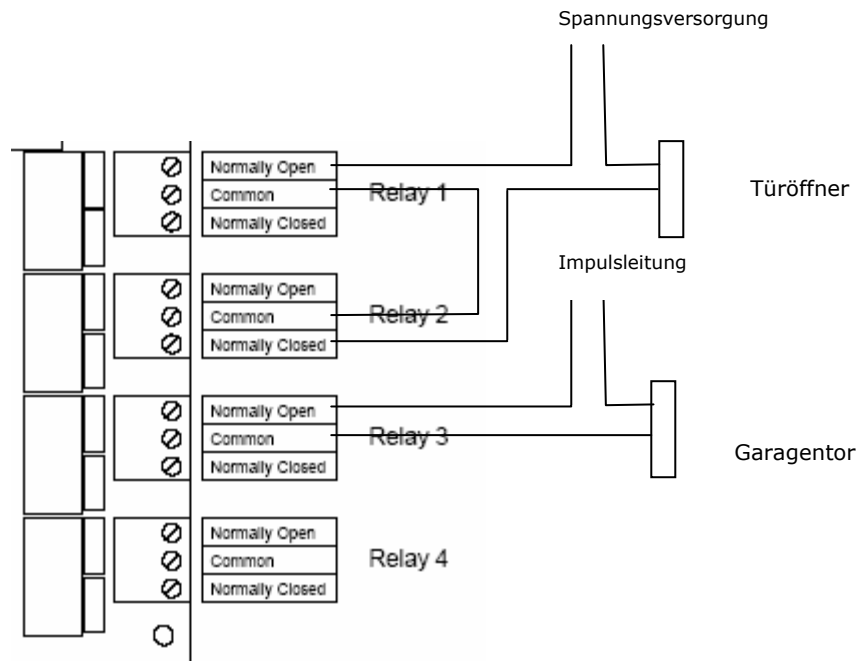 Spannungsversorgung
Normally Open
Common
Normally Closed
Relay 1
Türöffner
Impulsleitung
Normally Open
Common
Normally Closed
Relay 2
Normally Open
Common
Normally Closed
Relay 3
Garagentor
Normally Open
Common
Normally Closed
Relay 4